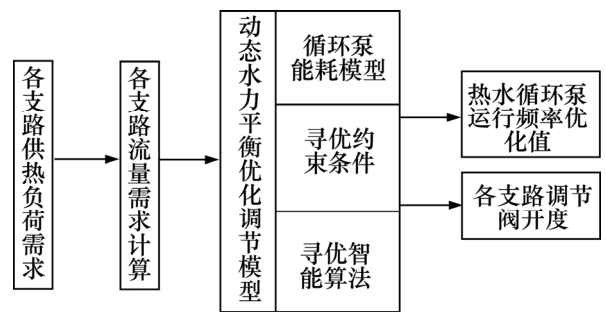 各支路供热负荷需求
各支路流量需求计算
动态水力平衡优化调节模型
循环泵
能耗模型
寻优约
束条件
寻优智
能算法
热水循环泵
运行频率优
化值
各支路调节
阀开度